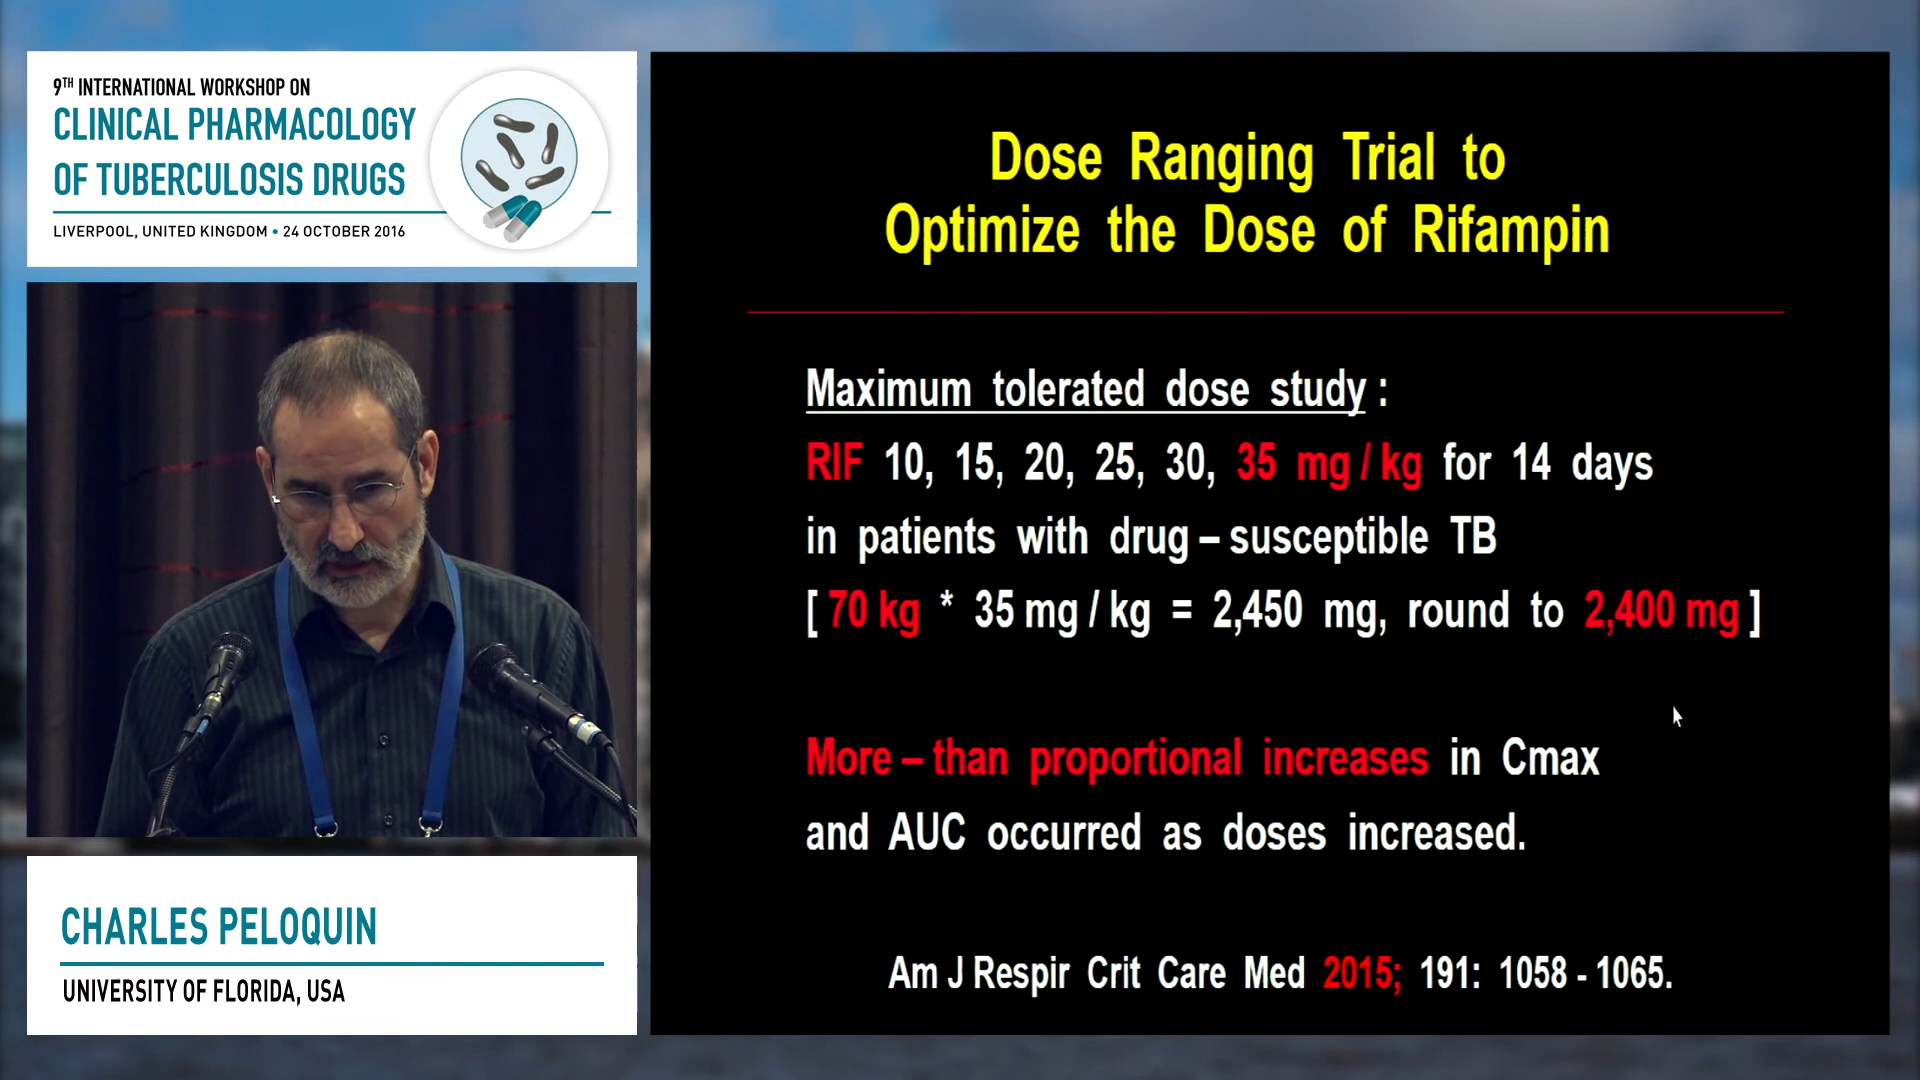 9TH INTERNATIONAL WORKSHOP ON
CLINICAL PHARMACOLOGY
OF TUBERCULOSIS DRUGS
LIVERPOOL, UNITED KINGDOM • 24 OCTOBER 2016
Dose Ranging Trial to
Optimize the Dose of Rifampin
Maximum tolerated dose study :
RIF 10, 15, 20, 25, 30, 35 mg / kg for 14 days
in patients with drug – susceptible TB
[ 70 kg * 35 mg / kg = 2,450 mg, round to 2,400 mg ]
More – than proportional increases in Cmax
and AUC occurred as doses increased.
Am J Respir Crit Care Med 2015; 191: 1058 - 1065.
CHARLES PELOQUIN
UNIVERSITY OF FLORIDA, USA